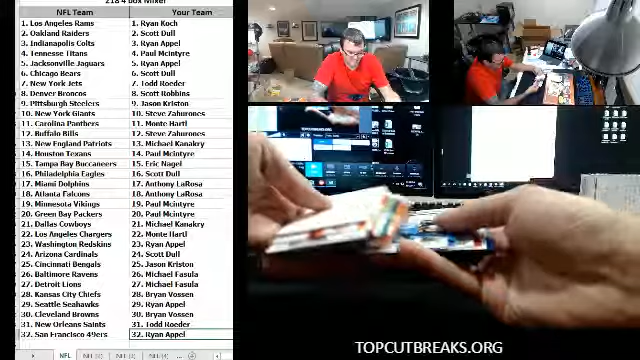 218 4 box Mixer
NFL Team Your Team
1. Los Angeles Rams 1. Ryan Koch
2. Oakland Raiders 2. Scott Dull
3. Indianapolis Colts 3. Ryan Appel
4. Tennesse Titans 4. Paul McIntyre
5. Jacksonville Jaguars 5. Ryan Appel
6. Chicago Bears 6. Scott Dull
7. New York Jets 7. Todd Roeder
8. Denver Broncos 8. Scott Robbins
9. Pittsburgh Steelers 9. Jason Kriston
10. New York Giants 10. Steve Zahurones
11. Carolina Panthers 11. Monte Hartl
12. Buffalo Bills 12. Steve Zahurones
13. New England Patriots 13. Michael Kanakry
14. Houston Texans 14. Paul Mcintyre
15. Tampa Bay Buccaneers 15. Eric Nagel
16. Philadelphia Eagles 16. Scott Dull
17. Miami Dolphins 17. Anthony LaRosa
18. Atlanta Falcons 18. Anthony LaRosa
19. Minnesota Vikings 19. Paul Mcintyre
20. Green Bay Packers 20. Paul Mcintyre
21. Dallas Cowboys 21. Michael Kanakry
22. Los Angeles Chargers 22. Monte Hartl
23. Washington Redskins 23. Ryan Appel
24. Arizona Cardinals 24. Scott Dull
25. Cincinnati Bengals 25. Jason Kriston
26. Baltimore Ravens 26. Michael Fasula
27. Detroit Lions 27. Michael Fasula
28. Kansas City Chiefs 28. Bryan Vossen
29. Seattle Seahawks 29. Ryan Appel
30. Cleveland Browns 30. Bryan Vossen
31. New Orleans Saints 31. Todd Roeder
32. San Francisco 49ers 32. Ryan Appel
NFL
TOPCUTBREAKS.ORG
TOPCUTBREAKS.ORG